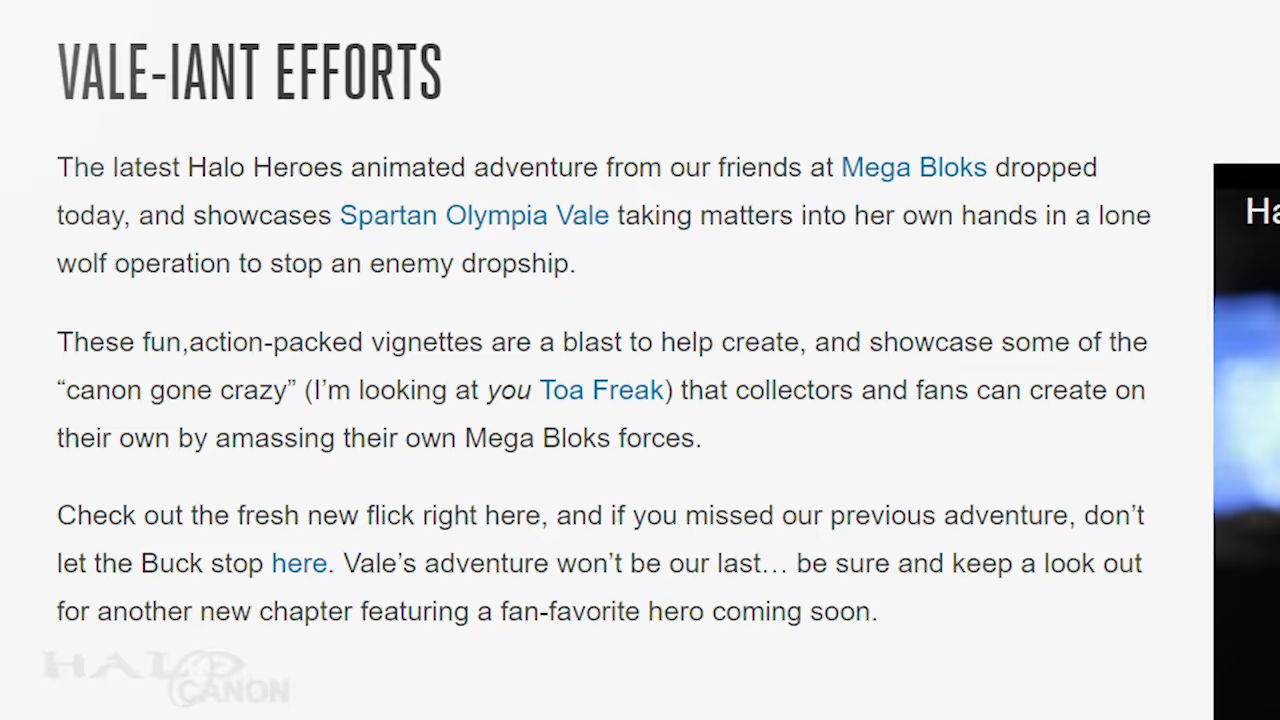 VALE-IANT EFFORTS
The latest Halo Heroes animated adventure from our friends at Mega Bloks dropped
today, and showcases Spartan Olympia Vale taking matters into her own hands in a lone
wolf operation to stop an enemy dropship.
These fun,action-packed vignettes are a blast to help create, and showcase some of the
“canon gone crazy” (I’m looking at you Toa Freak) that collectors and fans can create on
their own by amassing their own Mega Bloks forces.
Check out the fresh new flick right here, and if you missed our previous adventure, don’t
let the Buck stop here. Vale’s adventure won’t be our last… be sure and keep a look out
for another new chapter featuring a fan-favorite hero coming soon.
HALO
CANON